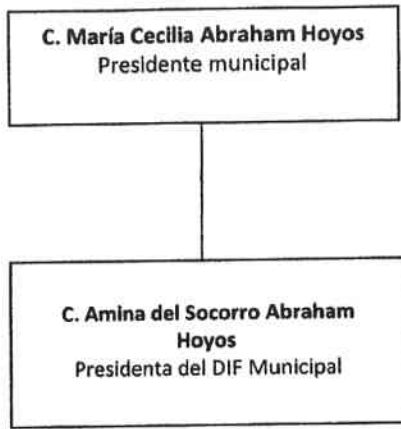 C. María Cecilia Abraham Hoyos
Presidente municipal
C. Amina del Socorro Abraham
Hoyos
Presidenta del DIF Municipal